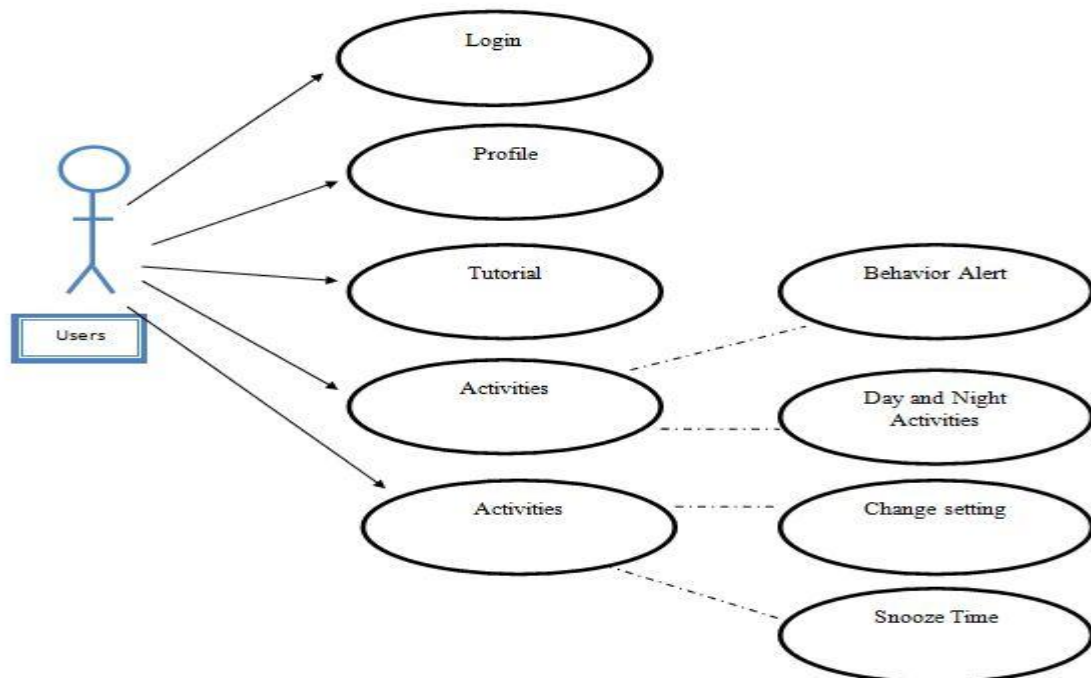 Login
Profile
Tutorial
Behavior Alert
Users
Activities
Day and Night
Activities
Activities
Change setting
Snooze Time